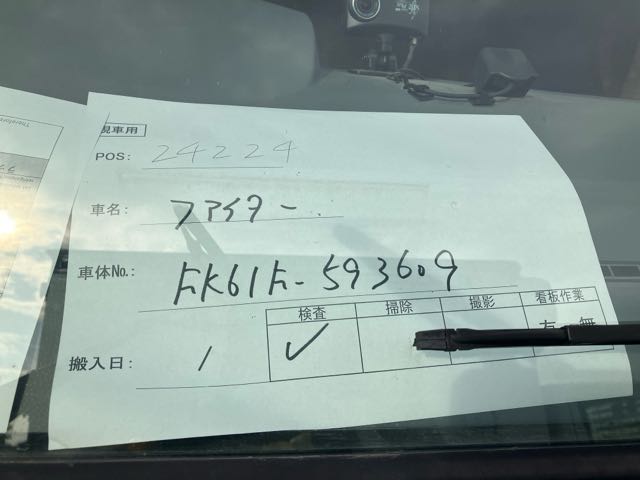 現車用
POS: 24224
車名: ファイター
車体No.: FK61F-593609
検査 掃除 撮影 看板作業
✓ 有 無
搬入日: /